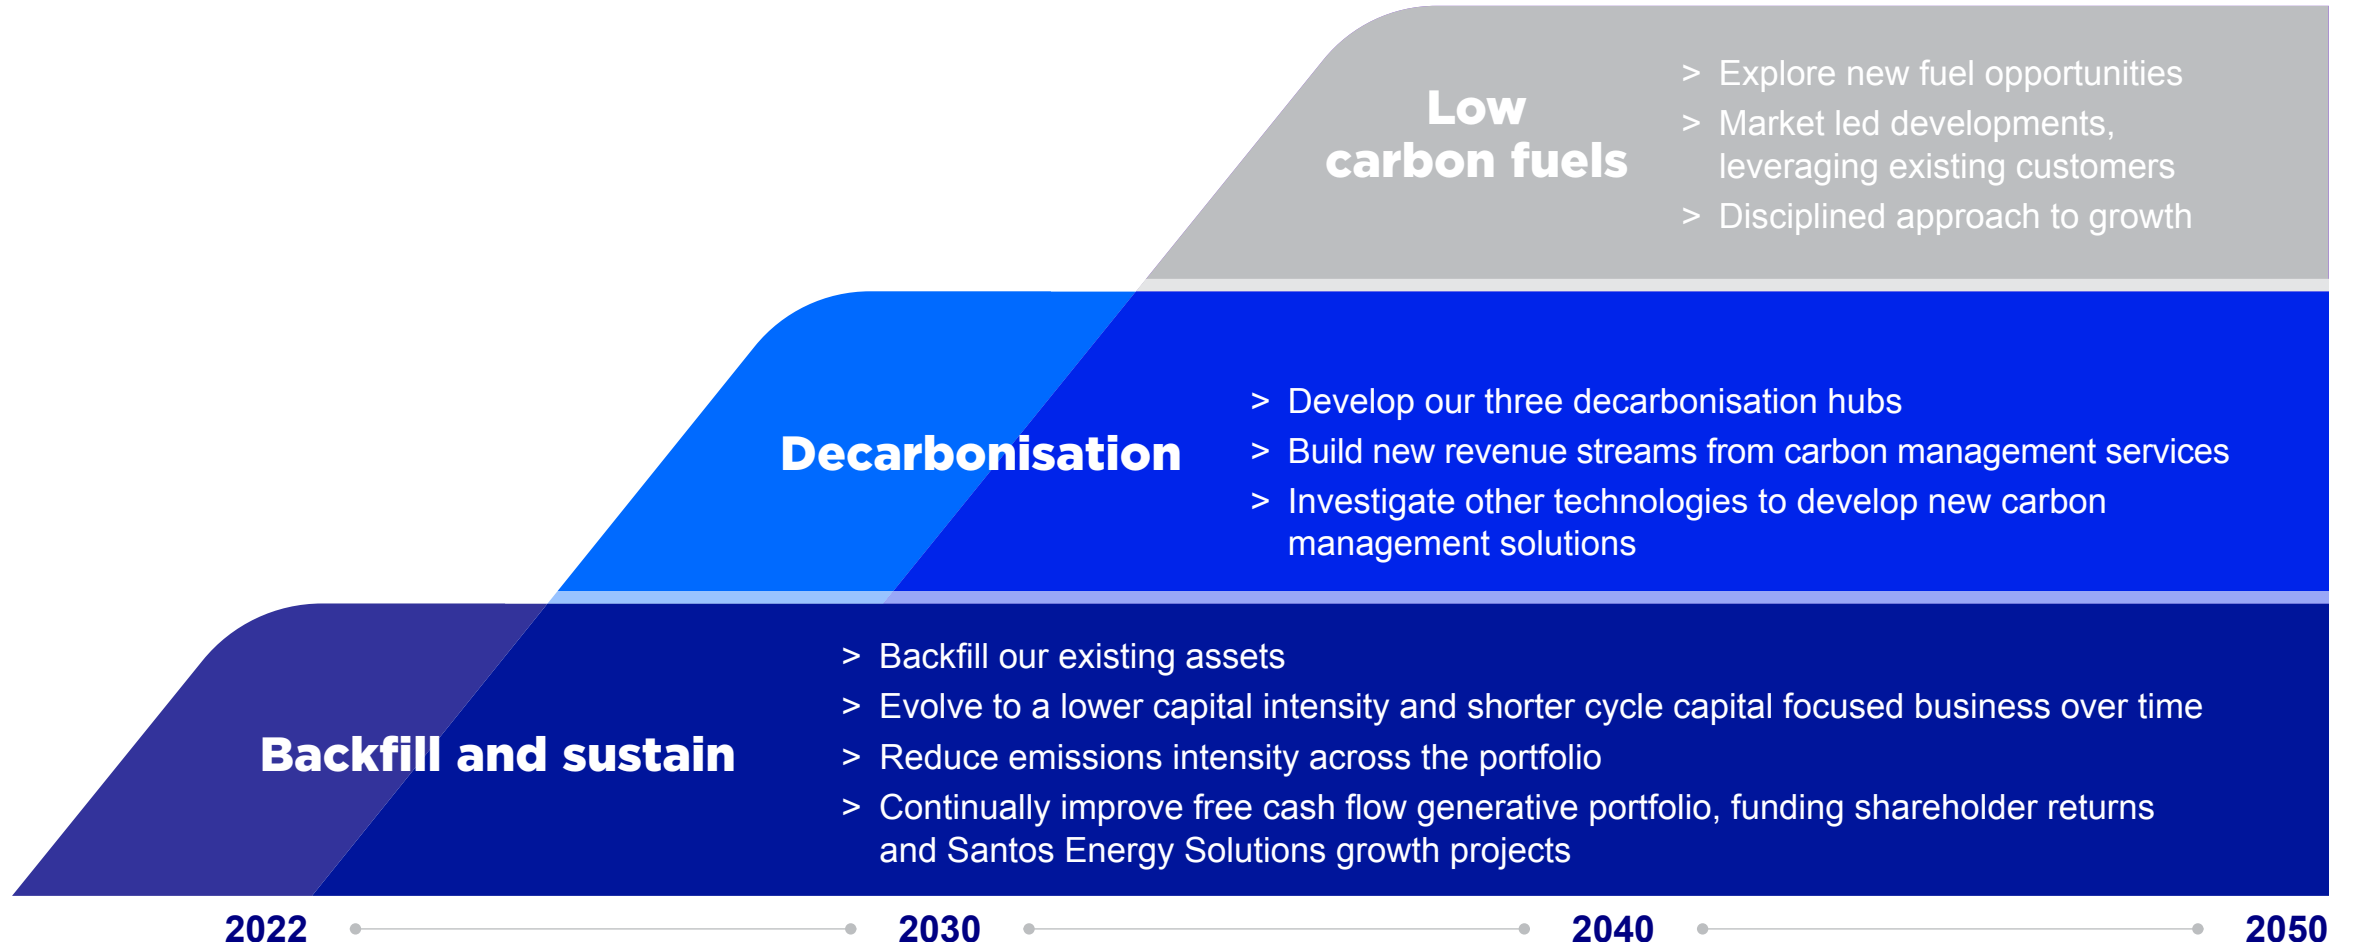 Low
carbon fuels
> Explore new fuel opportunities
> Market led developments,
leveraging existing customers
> Disciplined approach to growth
Decarbonisation
> Develop our three decarbonisation hubs
> Build new revenue streams from carbon management services
> Investigate other technologies to develop new carbon
management solutions
Backfill and sustain
> Backfill our existing assets
> Evolve to a lower capital intensity and shorter cycle capital focused business over time
> Reduce emissions intensity across the portfolio
> Continually improve free cash flow generative portfolio, funding shareholder returns
and Santos Energy Solutions growth projects
2022 2030 2040 2050